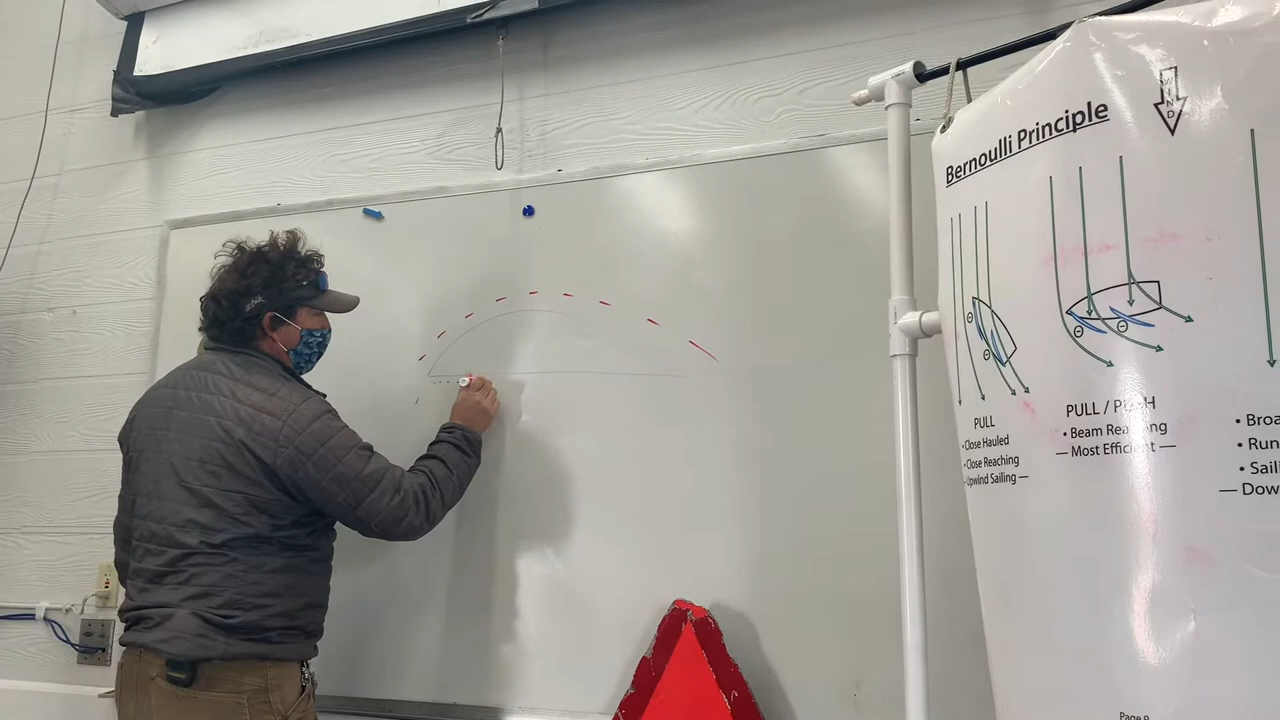 zhik
Bernoulli Principle
WIND
PULL
• Close Hauled
• Close Reaching
— Upwind Sailing —
PULL / PUSH
• Beam Reaching
— Most Efficient —
• Broa
• Run
• Sail
— Dow
Page 9